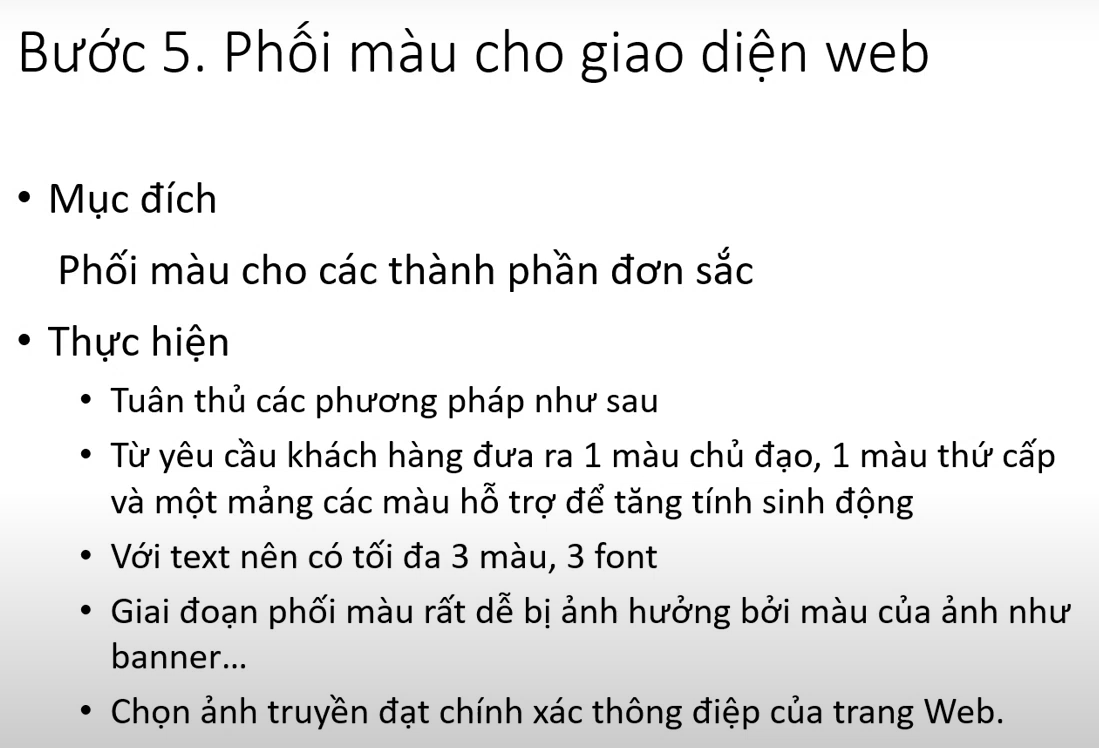 Bước 5. Phối màu cho giao diện web
• Mục đích
Phối màu cho các thành phần đơn sắc
• Thực hiện
• Tuân thủ các phương pháp như sau
• Từ yêu cầu khách hàng đưa ra 1 màu chủ đạo, 1 màu thứ cấp
và một mảng các màu hỗ trợ để tăng tính sinh động
• Với text nên có tối đa 3 màu, 3 font
• Giai đoạn phối màu rất dễ bị ảnh hưởng bởi màu của ảnh như
banner...
• Chọn ảnh truyền đạt chính xác thông điệp của trang Web.